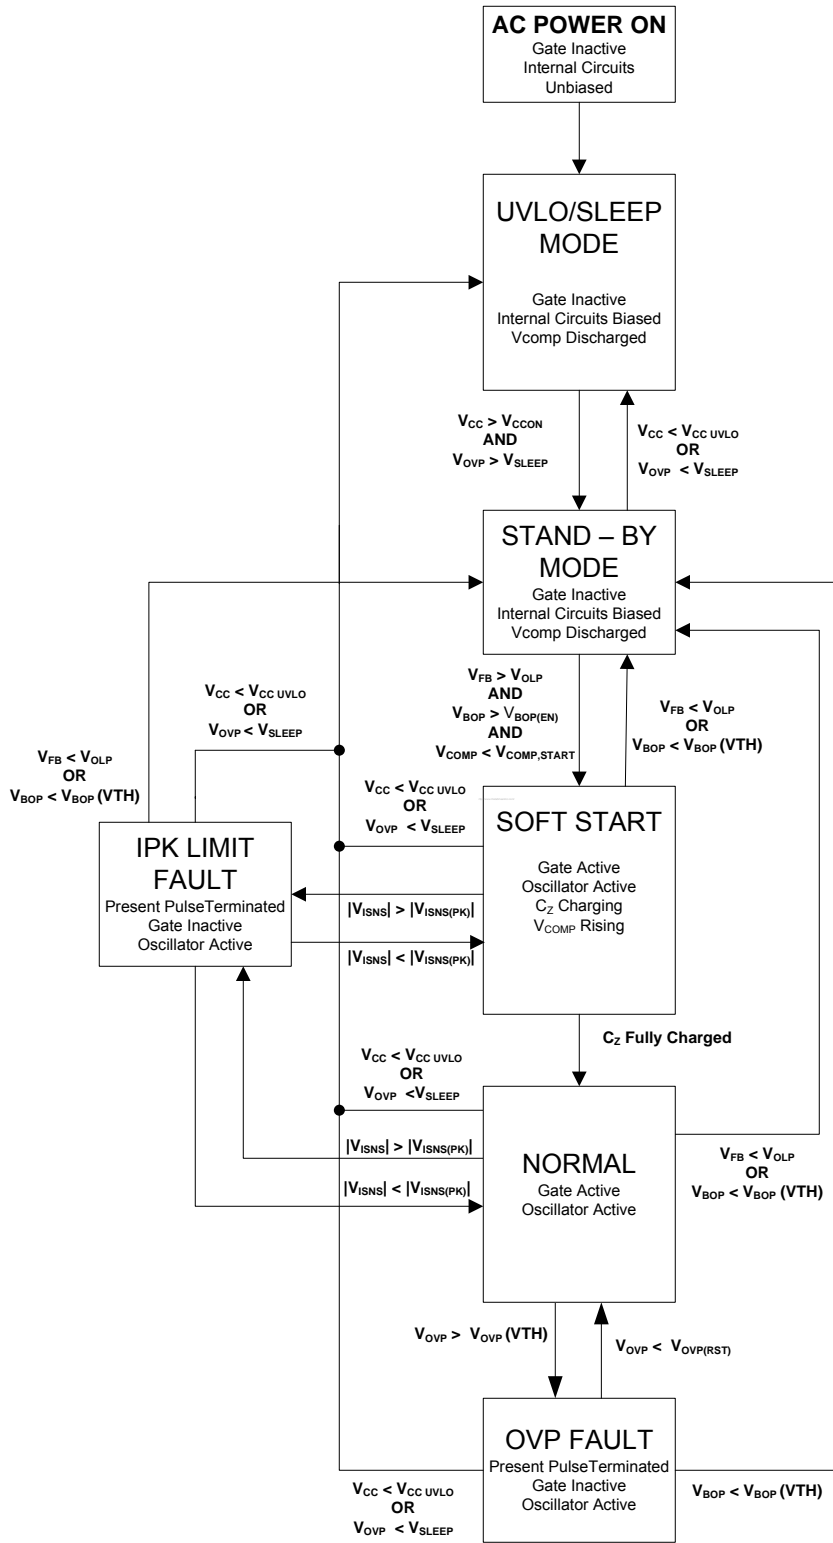 AC POWER ON
Gate Inactive
Internal Circuits
Unbiased
UVLO/SLEEP
MODE
Gate Inactive
Internal Circuits Biased
Vcomp Discharged
VCC > VCCON
AND
VOVP > VSLEEP
VCC < VCC UVLO
OR
VOVP < VSLEEP
STAND – BY
MODE
Gate Inactive
Internal Circuits Biased
Vcomp Discharged
VFB > VOLP
AND
VBOP > VBOP(EN)
AND
VCOMP < VCOMP,START
VFB < VOLP
OR
VBOP < VBOP (VTH)
VCC < VCC UVLO
OR
VOVP < VSLEEP
VFB < VOLP
OR
VBOP < VBOP (VTH)
VCC < VCC UVLO
OR
VOVP < VSLEEP
SOFT START
Gate Active
Oscillator Active
CZ Charging
VCOMP Rising
IPK LIMIT
FAULT
Present PulseTerminated
Gate Inactive
Oscillator Active
|VISNS| > |VISNS(PK)|
|VISNS| < |VISNS(PK)|
CZ Fully Charged
VCC < VCC UVLO
OR
VOVP <VSLEEP
|VISNS| > |VISNS(PK)|
|VISNS| < |VISNS(PK)|
NORMAL
Gate Active
Oscillator Active
VFB < VOLP
OR
VBOP < VBOP (VTH)
VOVP > VOVP (VTH)
VOVP < VOVP(RST)
OVP FAULT
Present PulseTerminated
Gate Inactive
Oscillator Active
VCC < VCC UVLO
OR
VOVP < VSLEEP
VBOP < VBOP (VTH)